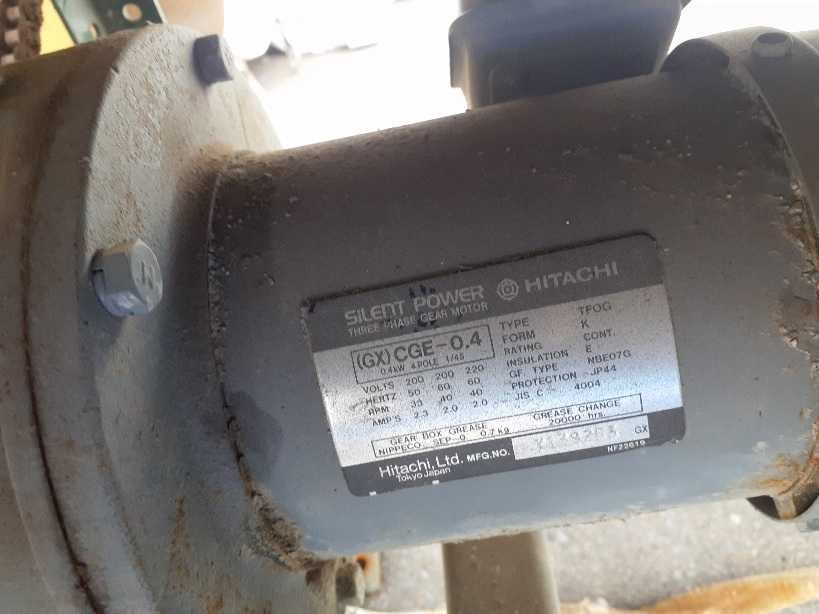 SILENT POWER HITACHI
THREE PHASE GEAR MOTOR
(GX) CGE-0.4
0.4kW 4 POLE 1/45
VOLTS 200 200 220
HERTZ 50 60 60
RPM 33 40 40
AMP'S 2.3 2.0 2.0
TYPE TFOG
FORM K
RATING CONT.
INSULATION E
GF TYPE NBE07G
PROTECTION JP44
JIS C 4004
GEAR BOX GREASE GREASE CHANGE
NIPPECO SEP-0 0.7kg 20000 hrs.
Hitachi, Ltd. MFG.NO. GX
Tokyo Japan NF22619